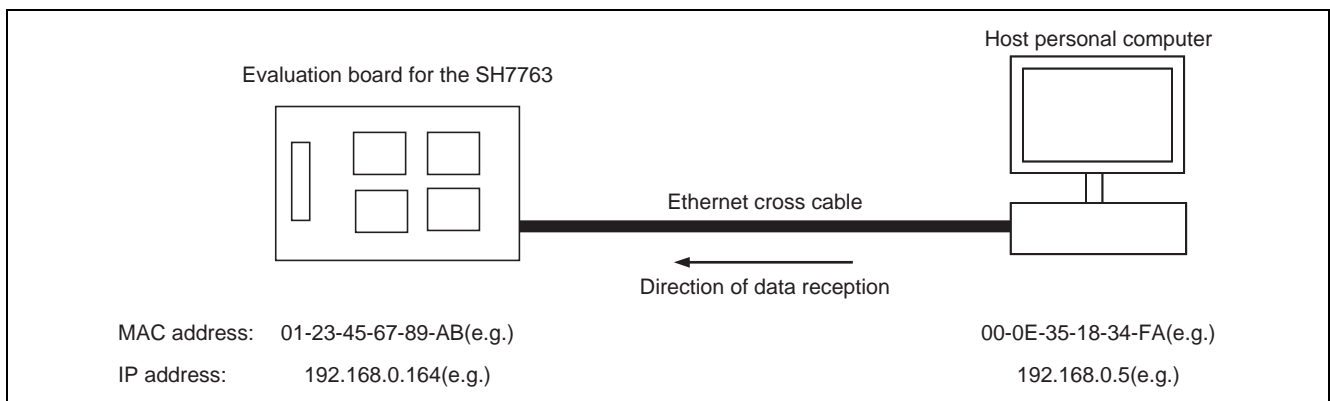 Host personal computer
Evaluation board for the SH7763
Ethernet cross cable
Direction of data reception
MAC address: 01-23-45-67-89-AB(e.g.) 00-0E-35-18-34-FA(e.g.)
IP address: 192.168.0.164(e.g.) 192.168.0.5(e.g.)